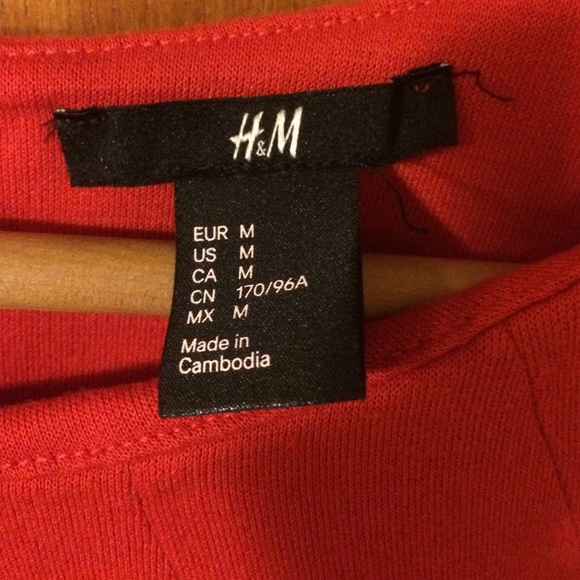 H&M
EUR M
US M
CA M
CN 170/96A
MX M
Made in
Cambodia